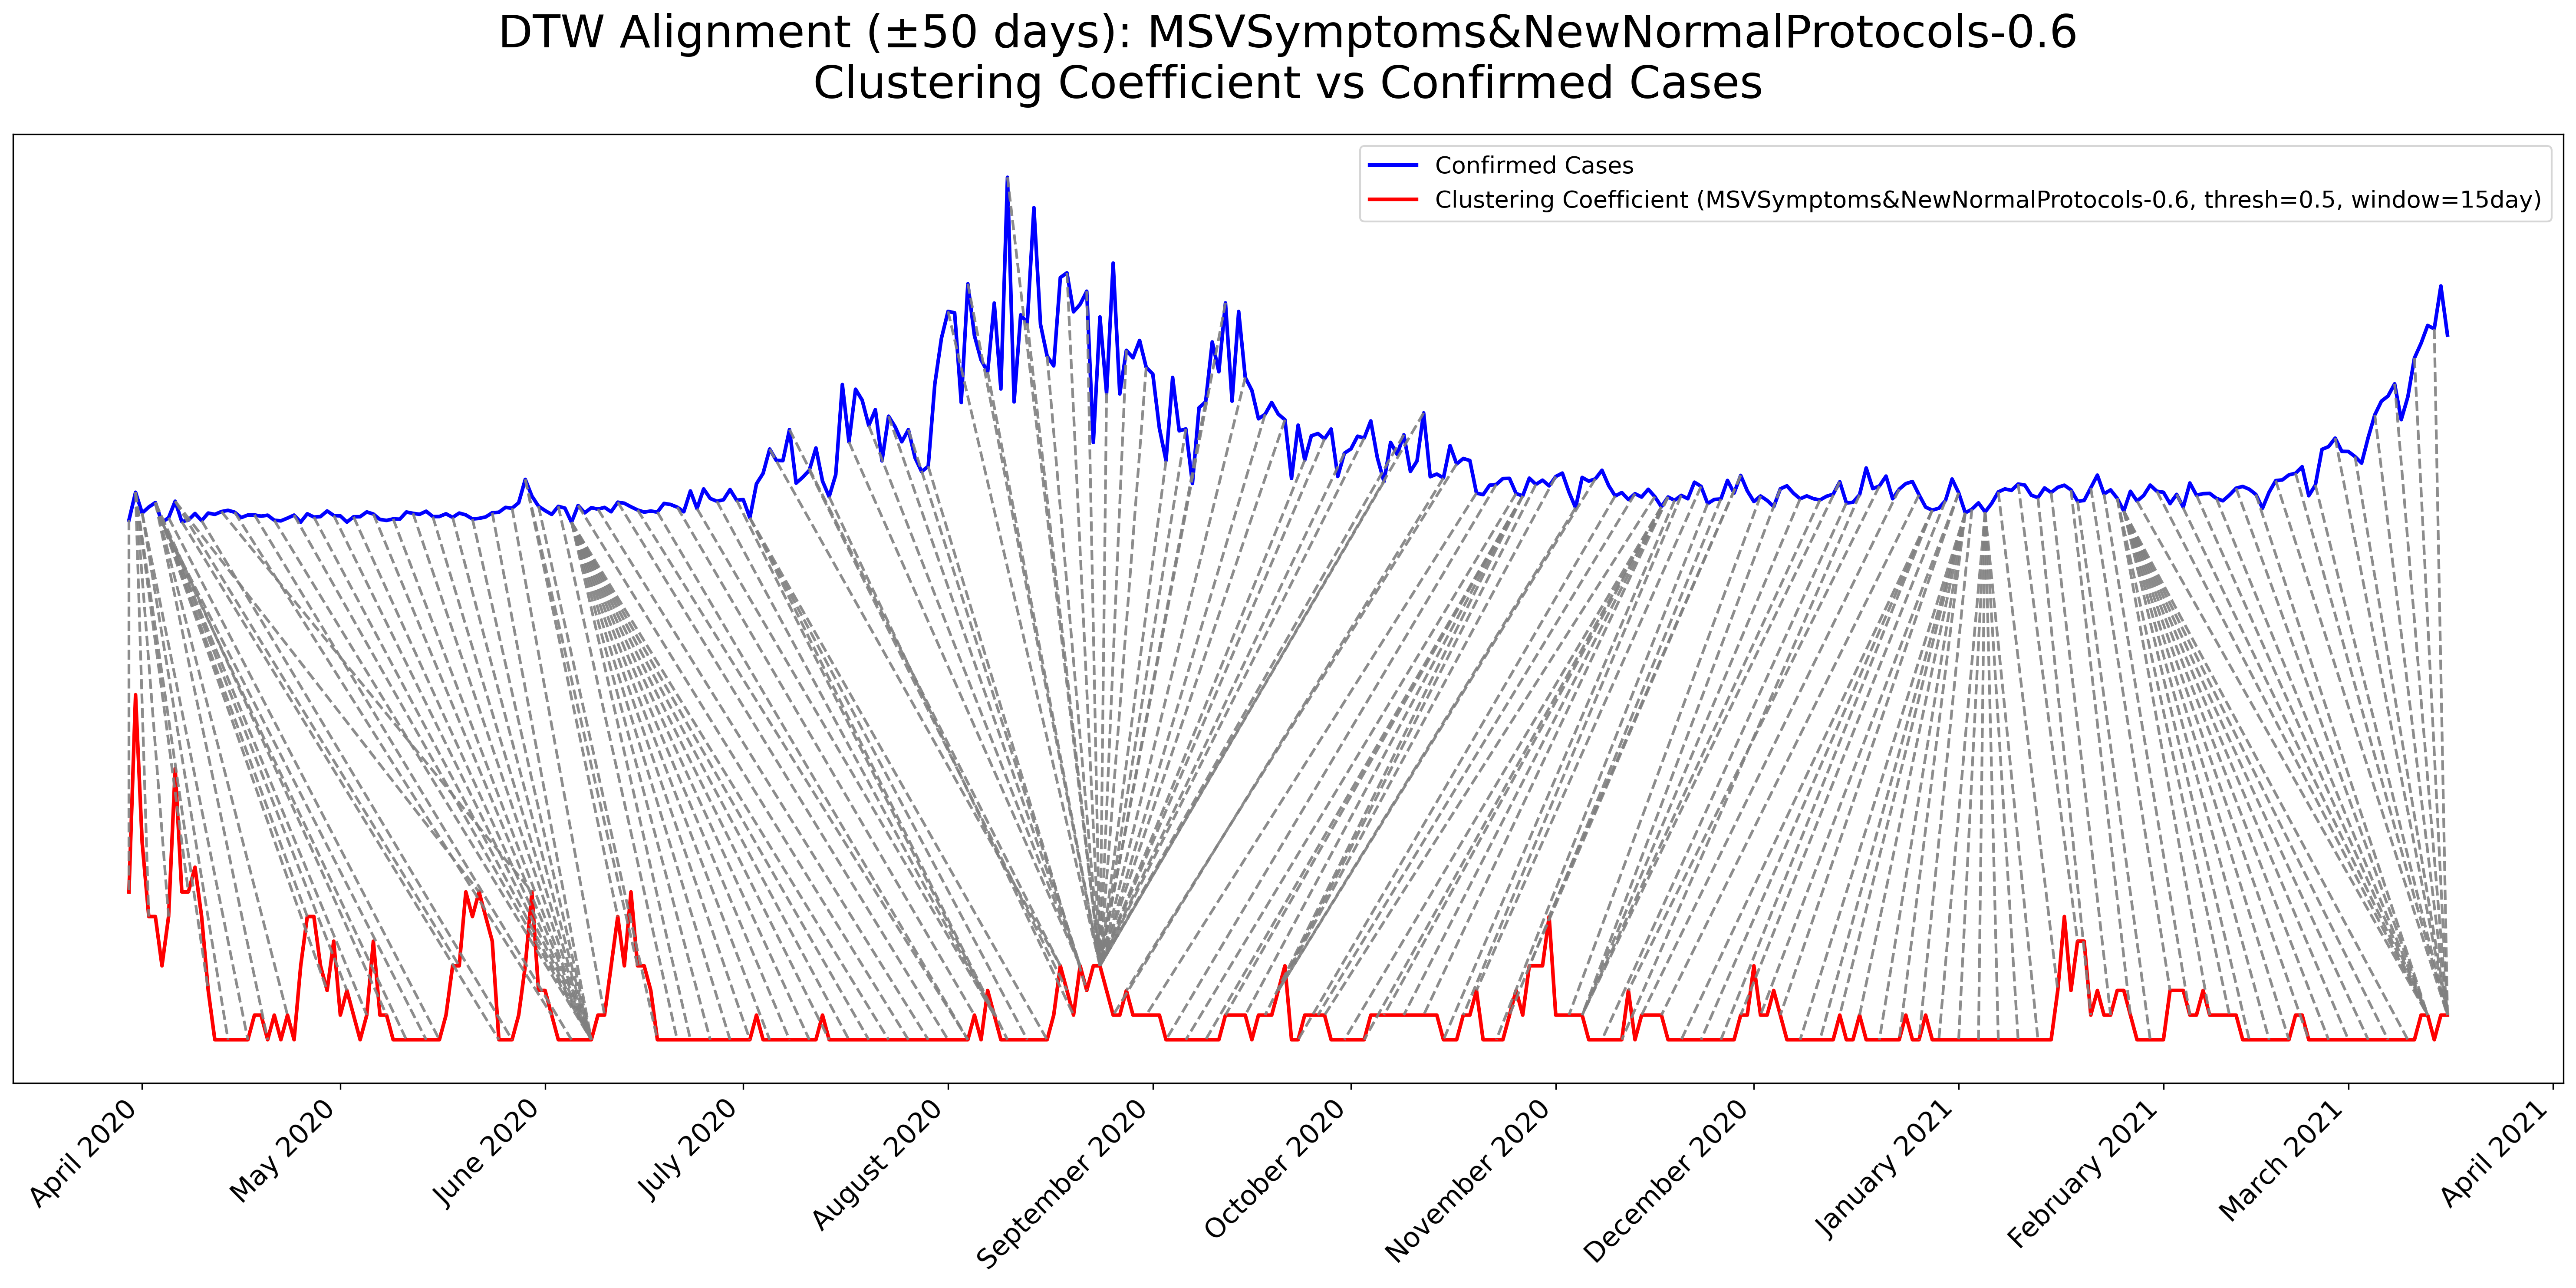 DTW Alignment (±50 days): MSVSymptoms&NewNormalProtocols-0.6
Clustering Coefficient vs Confirmed Cases
Confirmed Cases
Clustering Coefficient (MSVSymptoms&NewNormalProtocols-0.6, thresh=0.5, window=15day)
April 2020
May 2020
June 2020
July 2020
August 2020
September 2020
October 2020
November 2020
December 2020
January 2021
February 2021
March 2021
April 2021